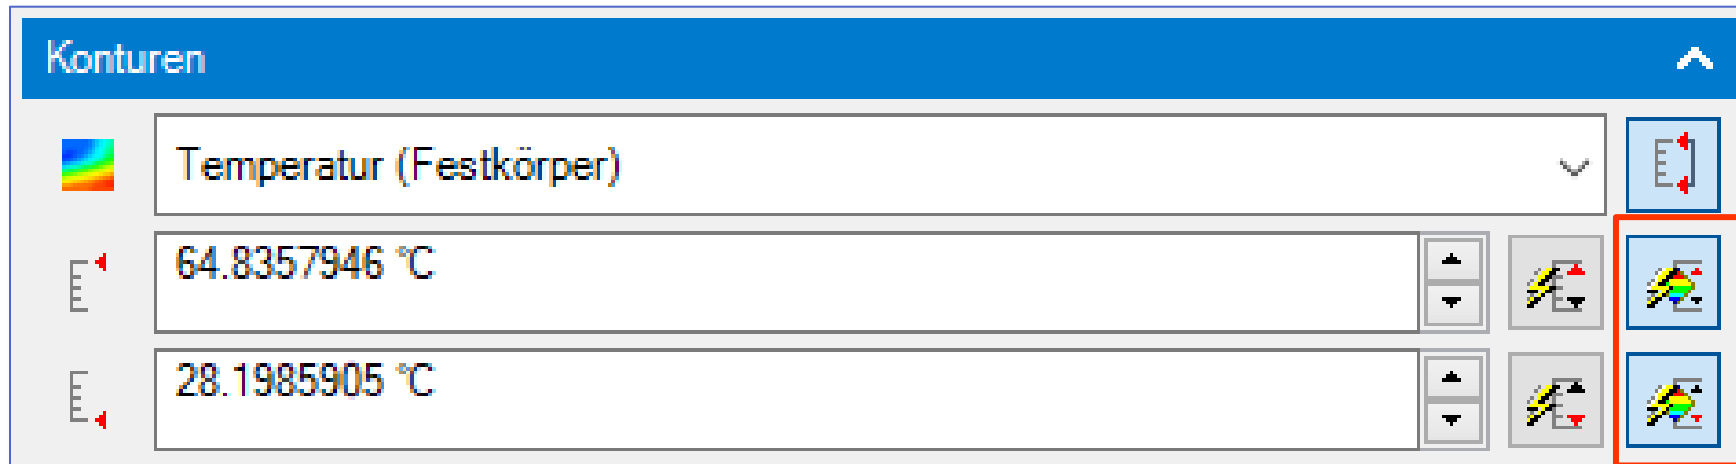 Konturen
Temperatur (Festkörper)
64.8357946 °C
28.1985905 °C